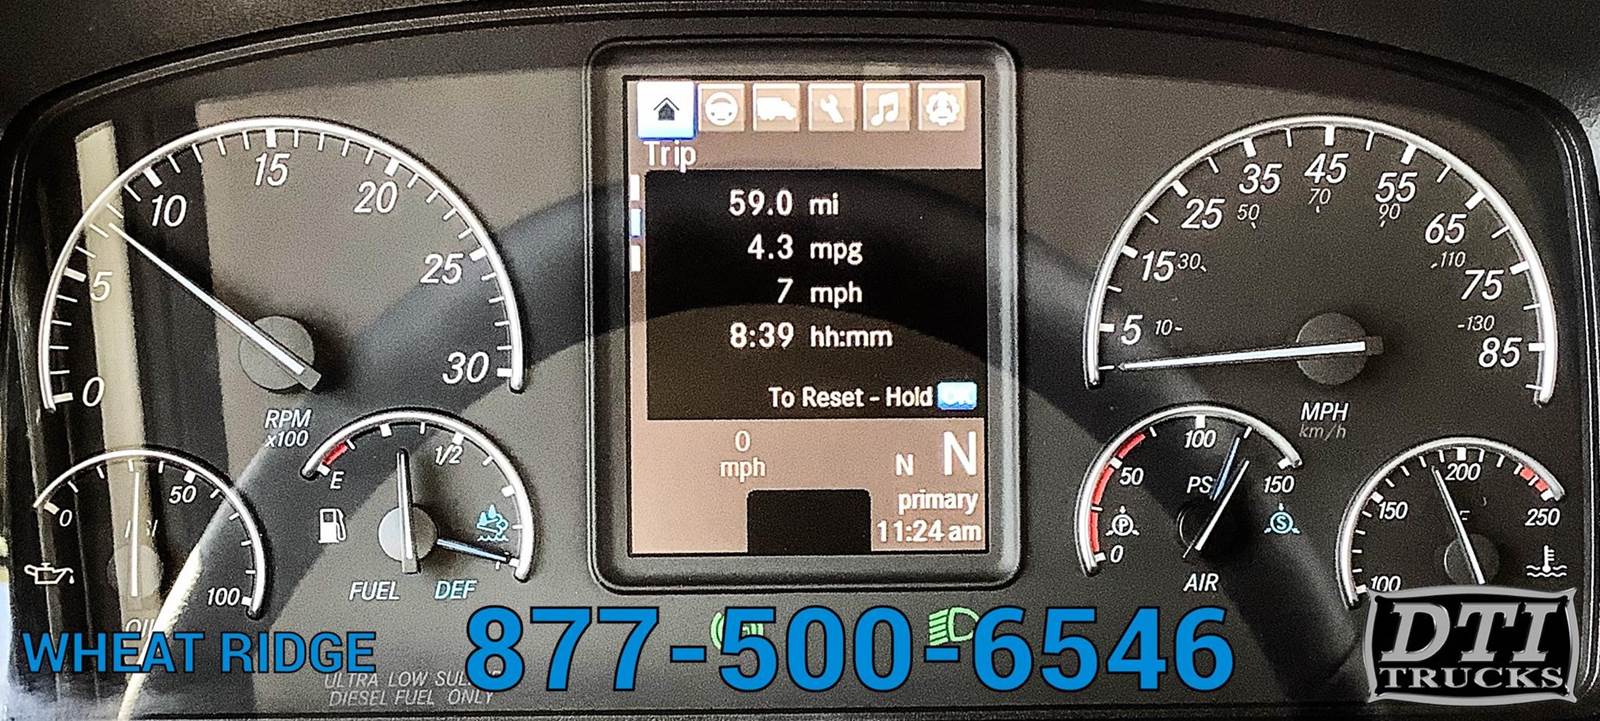 0
5
10
15
20
25
30
RPM
x100
0
50
100
E
1/2
FUEL
DEF
ULTRA LOW
DIESEL FUEL ONLY
Trip
59.0 mi
4.3 mpg
7 mph
8:39 hh:mm
To Reset - Hold OK
0
mph
N N
primary
11:24 am
5
15
25
35
45
55
65
75
85
10
30
50
70
90
110
130
MPH
km/h
0
50
100
150
PSI
P
S
AIR
100
150
200
250
F
WHEAT RIDGE
877-500-6546
DTI
TRUCKS